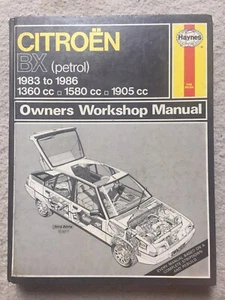 CITROËN
Haynes
BX (petrol)
1983 to 1986
1360 cc □ 1580 cc □ 1905 cc
Owners Workshop Manual